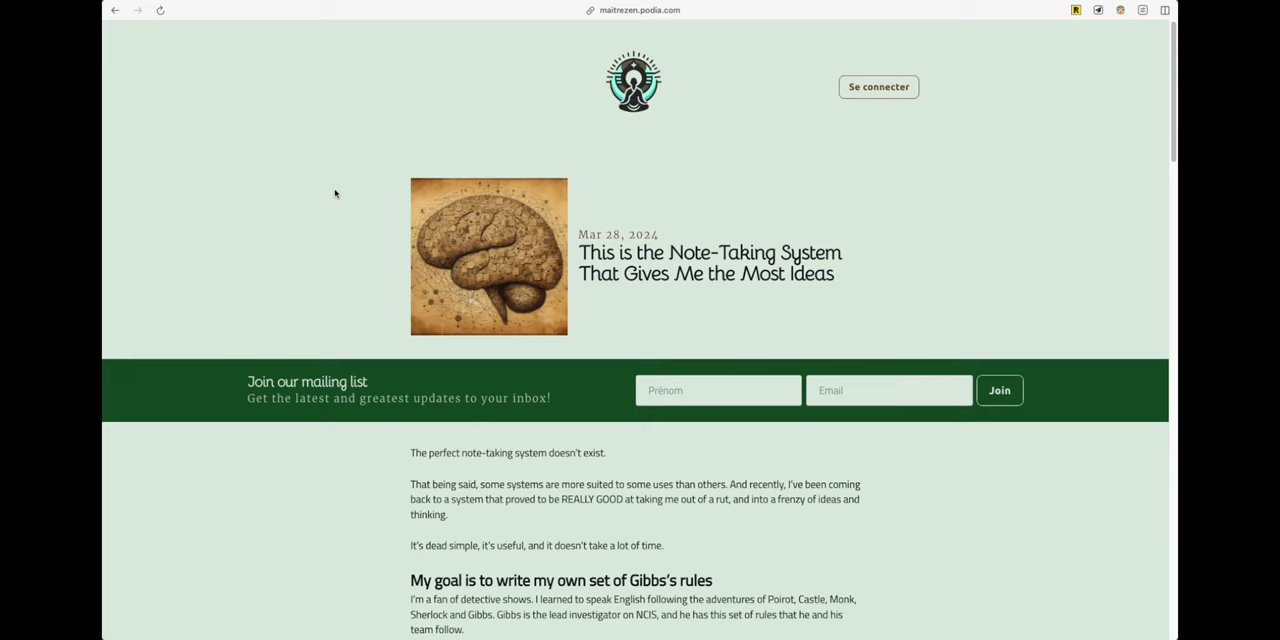 maitrezen.podia.com
R
Se connecter
Mar 28, 2024
This is the Note-Taking System
That Gives Me the Most Ideas
Join our mailing list
Get the latest and greatest updates to your inbox!
Prénom
Email
Join
The perfect note-taking system doesn't exist.
That being said, some systems are more suited to some uses than others. And recently, I've been coming
back to a system that proved to be REALLY GOOD at taking me out of a rut, and into a frenzy of ideas and
thinking.
It's dead simple, it's useful, and it doesn't take a lot of time.
My goal is to write my own set of Gibbs's rules
I'm a fan of detective shows. I learned to speak English following the adventures of Poirot, Castle, Monk,
Sherlock and Gibbs. Gibbs is the lead investigator on NCIS, and he has this set of rules that he and his
team follow.